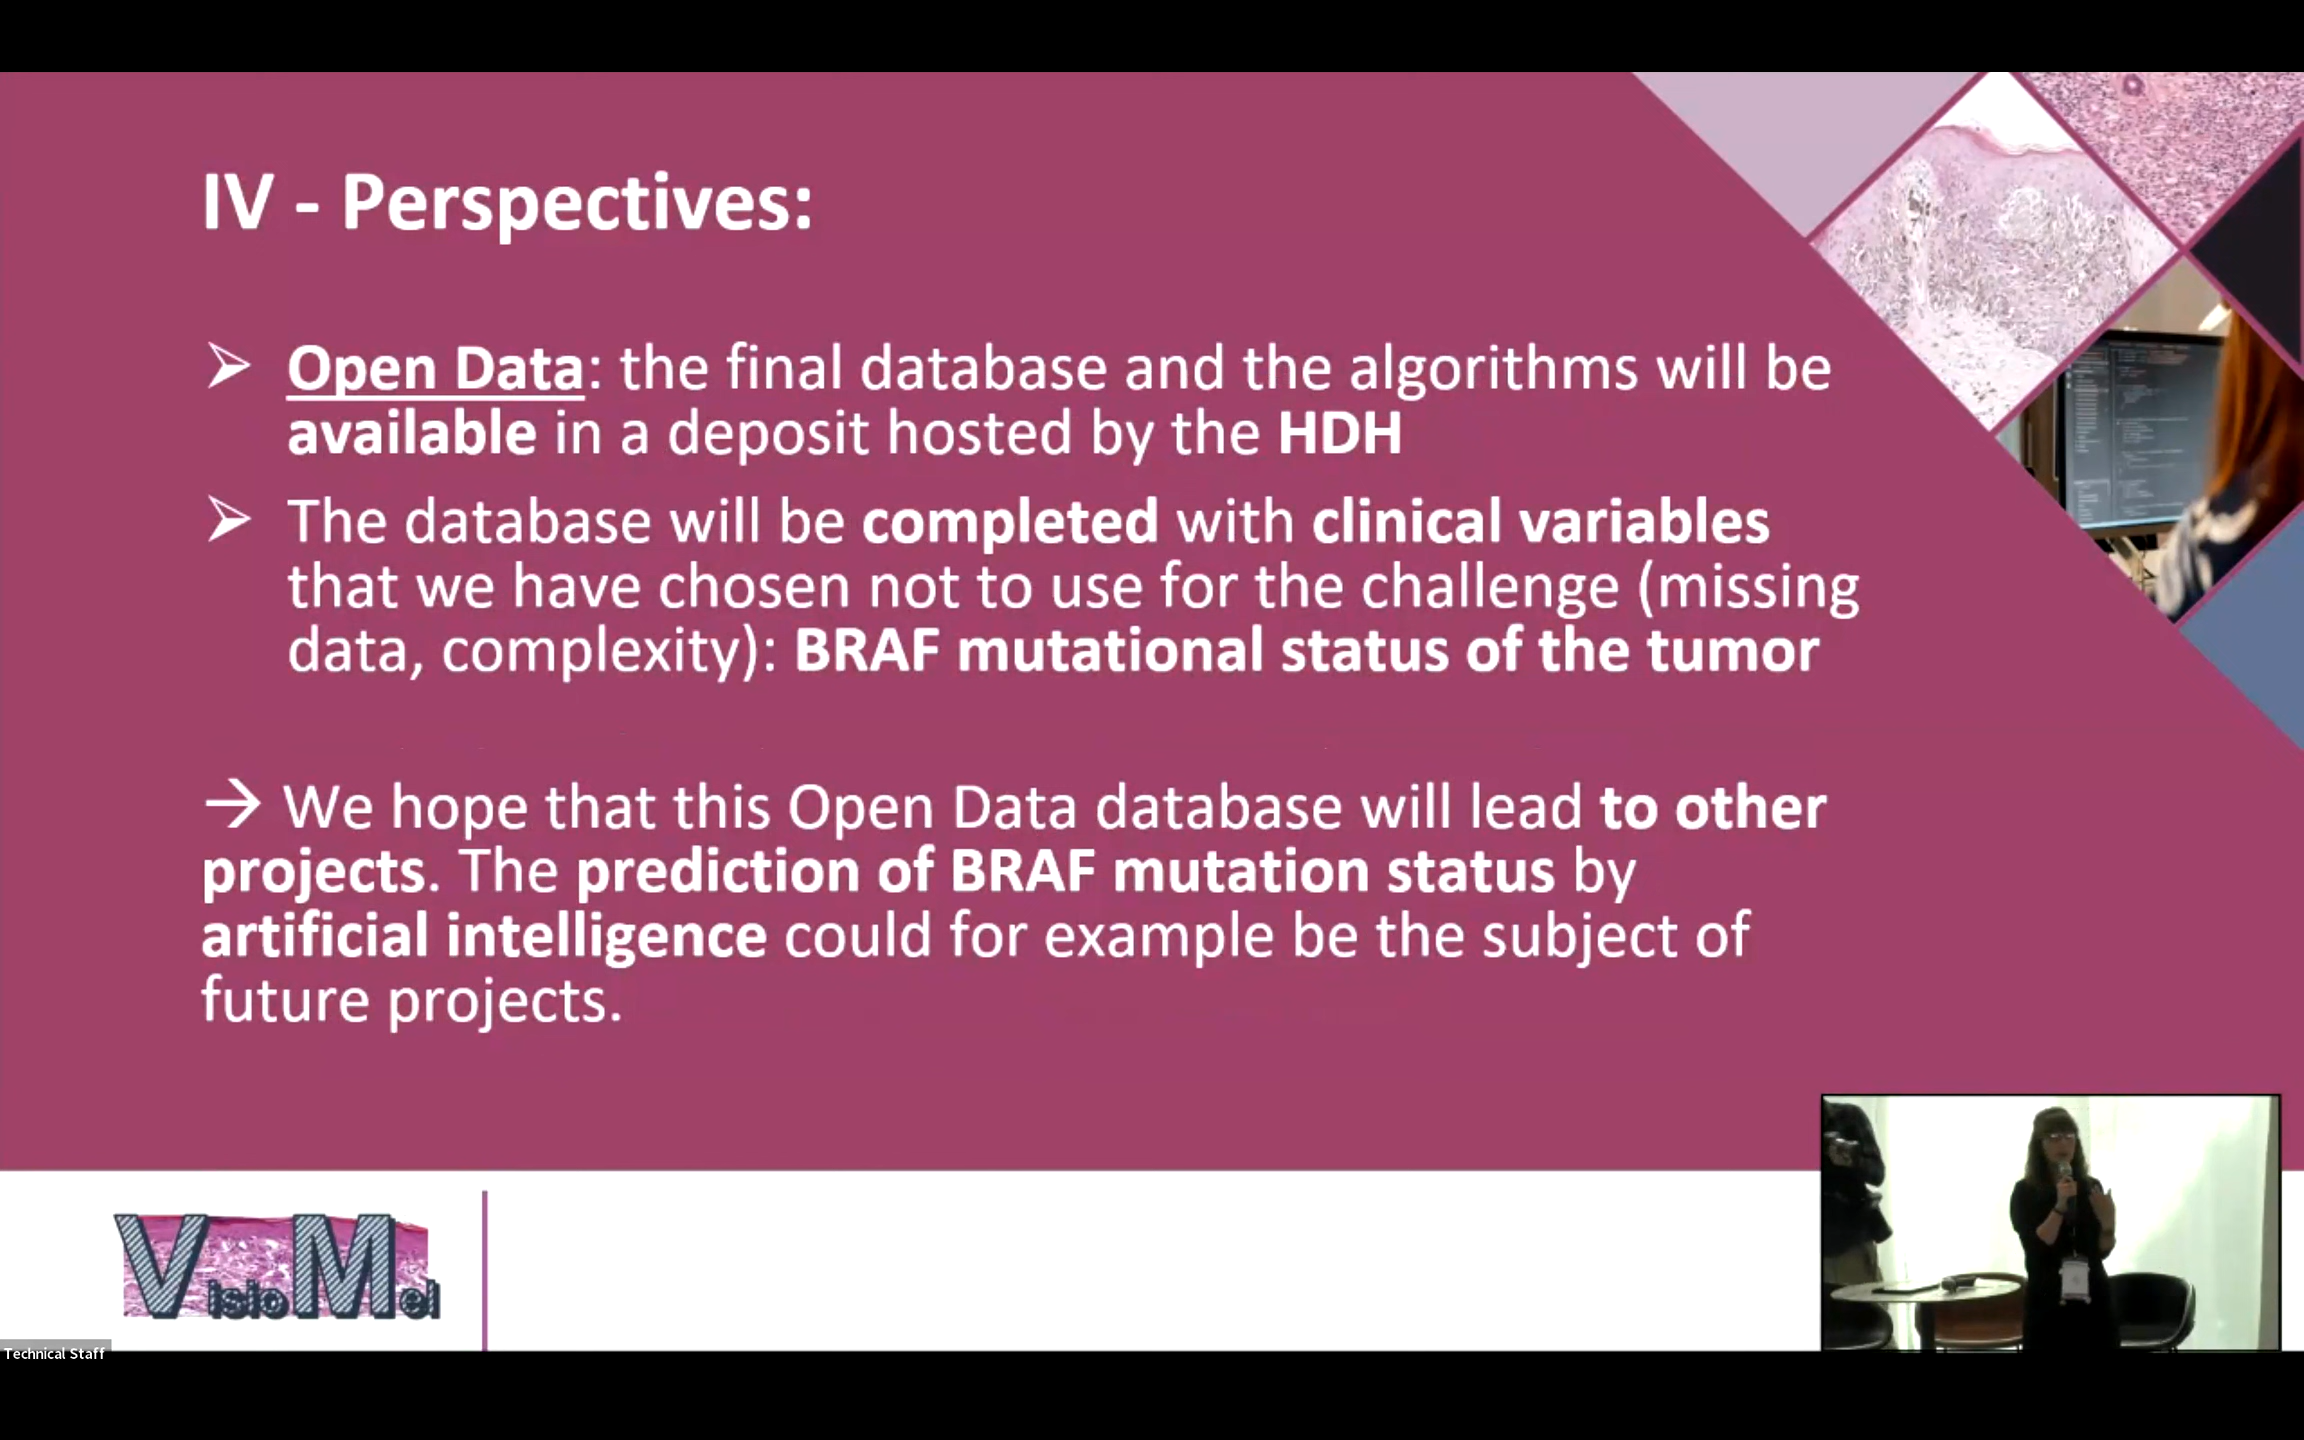 IV - Perspectives:
➢ Open Data: the final database and the algorithms will be
available in a deposit hosted by the HDH
➢ The database will be completed with clinical variables
that we have chosen not to use for the challenge (missing
data, complexity): BRAF mutational status of the tumor
→ We hope that this Open Data database will lead to other
projects. The prediction of BRAF mutation status by
artificial intelligence could for example be the subject of
future projects.
VisioMel
Technical Staff